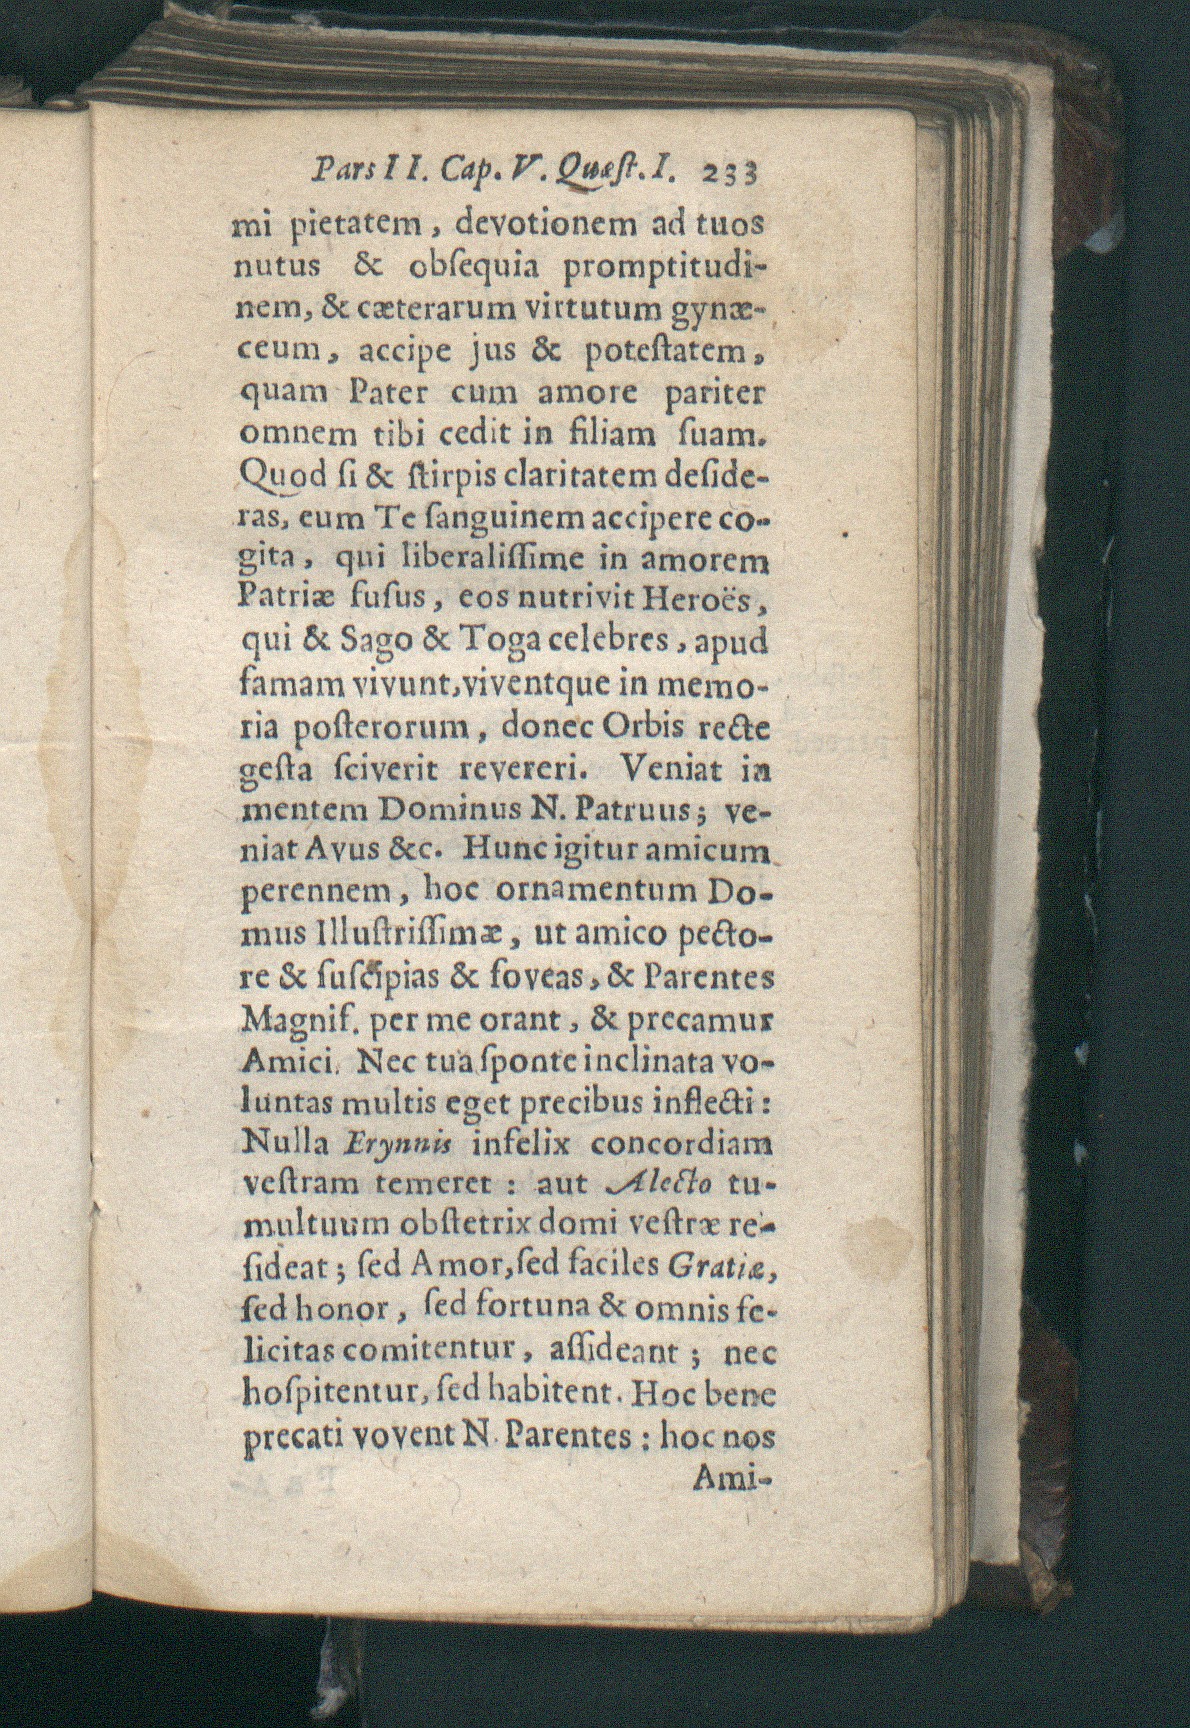 Pars II. Cap. V. Quæſt. I. 233
mi pietatem, devotionem ad tuos
nutus & obſequia promptitudi-
nem, & cæterarum virtutum gynæ-
ceum, accipe jus & poteſtatem,
quam Pater cum amore pariter
omnem tibi cedit in filiam ſuam.
Quod ſi & ſtirpis claritatem deſide-
ras, eum Te ſanguinem accipere co-
gita, qui liberaliſſime in amorem
Patriæ fuſus, eos nutrivit Heroës,
qui & Sago & Toga celebres, apud
famam vivunt, viventque in memo-
ria poſterorum, donec Orbis recte
geſta ſciverit revereri. Veniat in
mentem Dominus N. Patruus; ve-
niat Avus &c. Hunc igitur amicum
perennem, hoc ornamentum Do-
mus Illuſtriſſimæ, ut amico pecto-
re & ſuſcipias & foveas, & Parentes
Magnif. per me orant, & precamur
Amici. Nec tua ſponte inclinata vo-
luntas multis eget precibus inflecti:
Nulla Erynnis infelix concordiam
veſtram temeret: aut Alecto tu-
multuum obſtetrix domi veſtræ re-
ſideat; ſed Amor, ſed faciles Gratiæ,
ſed honor, ſed fortuna & omnis fe-
licitas comitentur, aſſideant; nec
hoſpitentur, ſed habitent. Hoc bene
precati vovent N. Parentes: hoc nos
Ami-